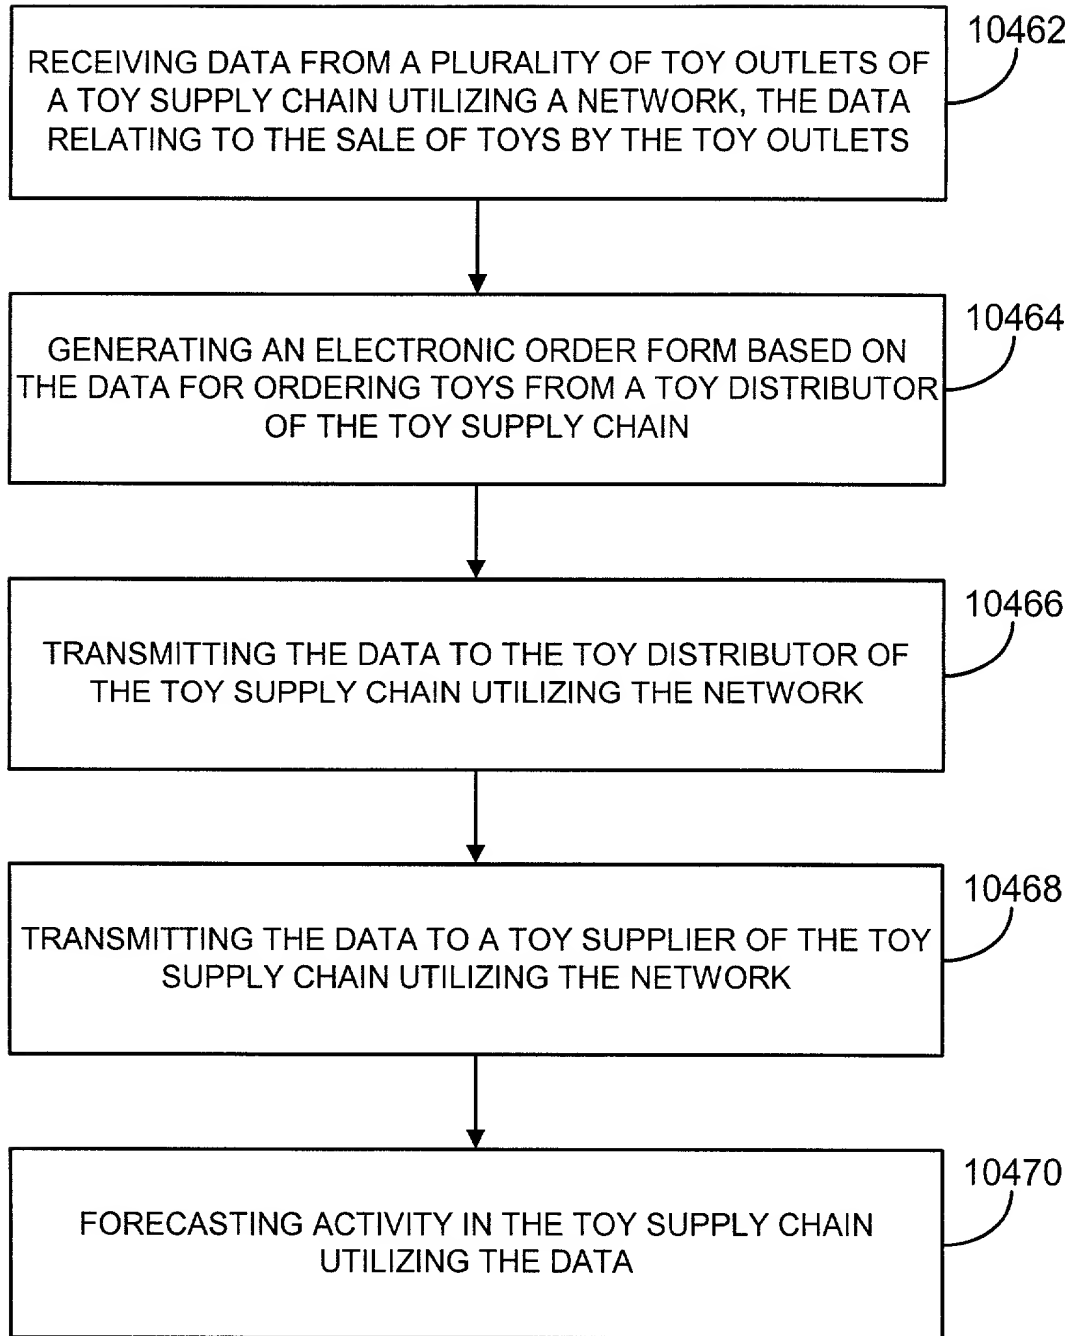 10462
RECEIVING DATA FROM A PLURALITY OF TOY OUTLETS OF
A TOY SUPPLY CHAIN UTILIZING A NETWORK, THE DATA
RELATING TO THE SALE OF TOYS BY THE TOY OUTLETS
10464
GENERATING AN ELECTRONIC ORDER FORM BASED ON
THE DATA FOR ORDERING TOYS FROM A TOY DISTRIBUTOR
OF THE TOY SUPPLY CHAIN
10466
TRANSMITTING THE DATA TO THE TOY DISTRIBUTOR OF
THE TOY SUPPLY CHAIN UTILIZING THE NETWORK
10468
TRANSMITTING THE DATA TO A TOY SUPPLIER OF THE TOY
SUPPLY CHAIN UTILIZING THE NETWORK
10470
FORECASTING ACTIVITY IN THE TOY SUPPLY CHAIN
UTILIZING THE DATA